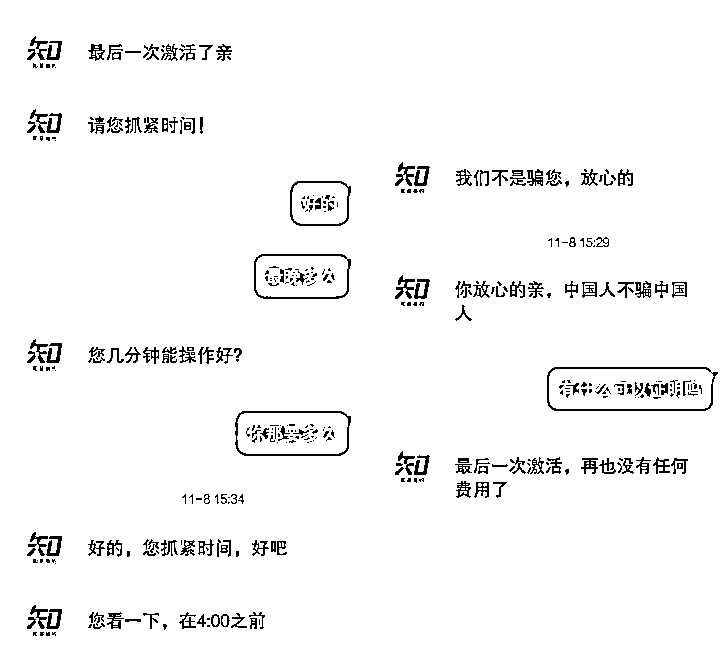 知
最后一次激活了亲
知
请您抓紧时间!
好的
最晚多久
知
您几分钟能操作好?
你那要多久
11-8 15:34
知
好的，您抓紧时间，好吧
知
您看一下，在4:00之前
知
我们不是骗您，放心的
11-8 15:29
知
你放心的亲，中国人不骗中国
人
有什么可以证明吗
知
最后一次激活，再也没有任何
费用了